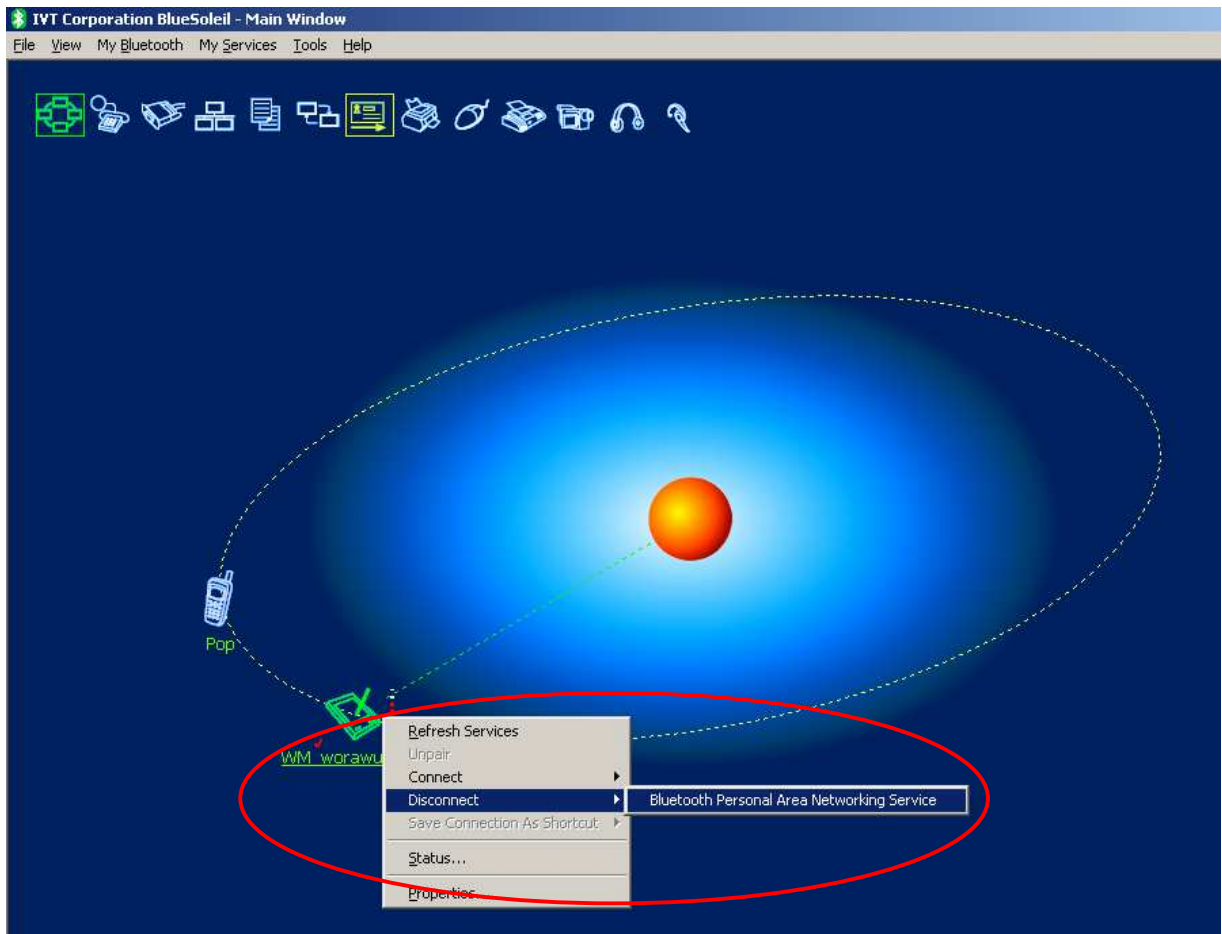 IVT Corporation BlueSoleil - Main Window
File View My Bluetooth My Services Tools Help
Pop
WM_worawu
Refresh Services
Unpair
Connect
Disconnect
Bluetooth Personal Area Networking Service
Save Connection As Shortcut
Status...
Properties...